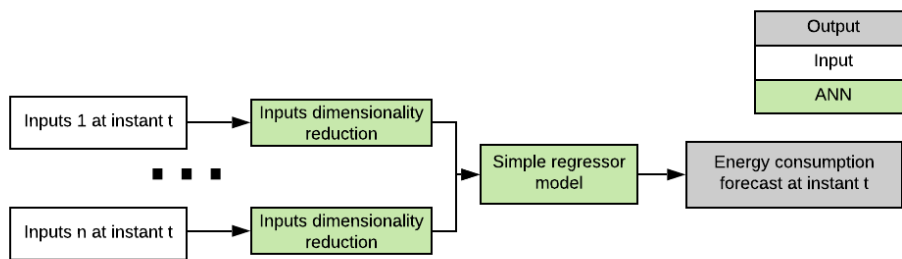 Output
Input
ANN
Inputs 1 at instant t
Inputs dimensionality
reduction
Simple regressor
model
Energy consumption
forecast at instant t
Inputs n at instant t
Inputs dimensionality
reduction